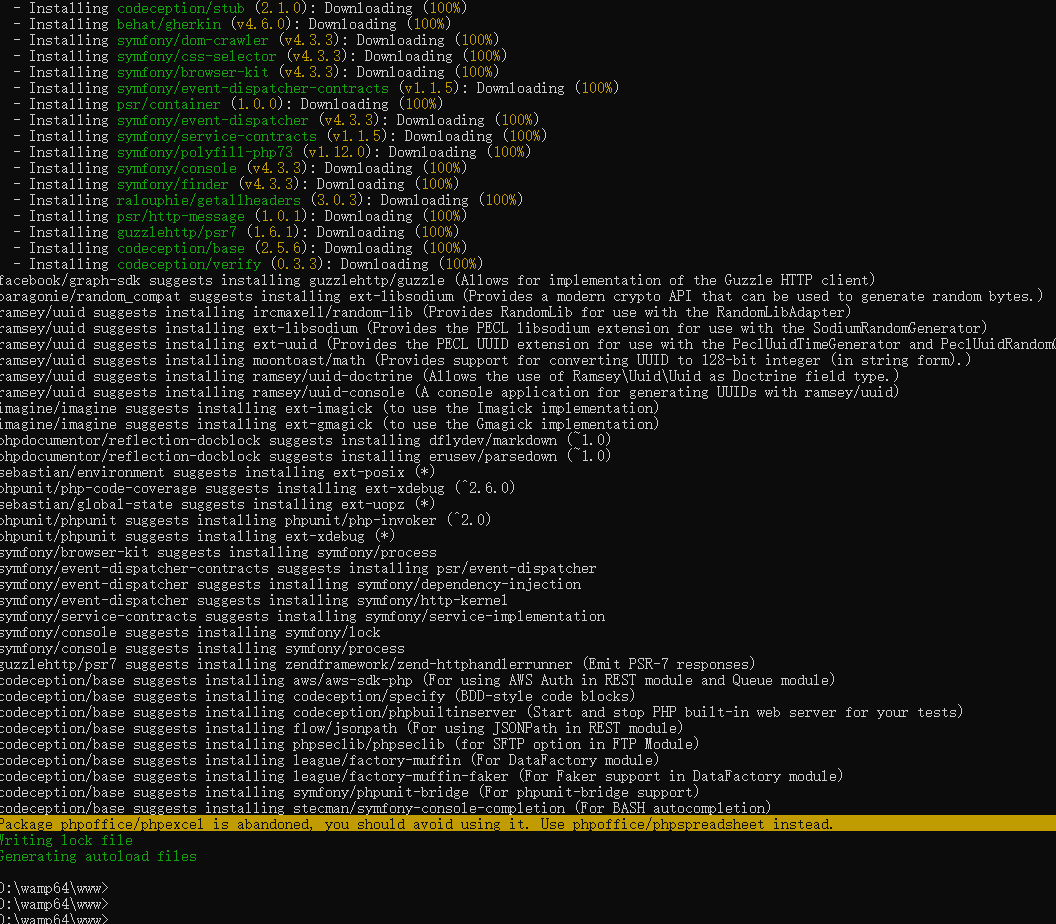 - Installing codeception/stub (2.1.0): Downloading (100%)
- Installing behat/gherkin (v4.6.0): Downloading (100%)
- Installing symfony/dom-crawler (v4.3.3): Downloading (100%)
- Installing symfony/css-selector (v4.3.3): Downloading (100%)
- Installing symfony/browser-kit (v4.3.3): Downloading (100%)
- Installing symfony/event-dispatcher-contracts (v1.1.5): Downloading (100%)
- Installing psr/container (1.0.0): Downloading (100%)
- Installing symfony/event-dispatcher (v4.3.3): Downloading (100%)
- Installing symfony/service-contracts (v1.1.5): Downloading (100%)
- Installing symfony/polyfill-php73 (v1.12.0): Downloading (100%)
- Installing symfony/console (v4.3.3): Downloading (100%)
- Installing symfony/finder (v4.3.3): Downloading (100%)
- Installing ralouphie/getallheaders (3.0.3): Downloading (100%)
- Installing psr/http-message (1.0.1): Downloading (100%)
- Installing guzzlehttp/psr7 (1.6.1): Downloading (100%)
- Installing codeception/base (2.5.6): Downloading (100%)
- Installing codeception/verify (0.3.3): Downloading (100%)
facebook/graph-sdk suggests installing guzzlehttp/guzzle (Allows for implementation of the Guzzle HTTP client)
paragonie/random_compat suggests installing ext-libsodium (Provides a modern crypto API that can be used to generate random bytes.)
ramsey/uuid suggests installing ircmaxell/random-lib (Provides RandomLib for use with the RandomLibAdapter)
ramsey/uuid suggests installing ext-libsodium (Provides the PECL libsodium extension for use with the SodiumRandomGenerator)
ramsey/uuid suggests installing ext-uuid (Provides the PECL UUID extension for use with the PeclUuidTimeGenerator and PeclUuidRandomG
ramsey/uuid suggests installing moontoast/math (Provides support for converting UUID to 128-bit integer (in string form).)
ramsey/uuid suggests installing ramsey/uuid-doctrine (Allows the use of Ramsey\Uuid\Uuid as Doctrine field type.)
ramsey/uuid suggests installing ramsey/uuid-console (A console application for generating UUIDs with ramsey/uuid)
imagine/imagine suggests installing ext-imagick (to use the Imagick implementation)
imagine/imagine suggests installing ext-gmagick (to use the Gmagick implementation)
phpdocumentor/reflection-docblock suggests installing dflydev/markdown (~1.0)
phpdocumentor/reflection-docblock suggests installing erusev/parsedown (~1.0)
sebastian/environment suggests installing ext-posix (*)
phpunit/php-code-coverage suggests installing ext-xdebug (^2.6.0)
sebastian/global-state suggests installing ext-uopz (*)
phpunit/phpunit suggests installing phpunit/php-invoker (^2.0)
phpunit/phpunit suggests installing ext-xdebug (*)
symfony/browser-kit suggests installing symfony/process
symfony/event-dispatcher-contracts suggests installing psr/event-dispatcher
symfony/event-dispatcher suggests installing symfony/dependency-injection
symfony/event-dispatcher suggests installing symfony/http-kernel
symfony/service-contracts suggests installing symfony/service-implementation
symfony/console suggests installing symfony/lock
symfony/console suggests installing symfony/process
guzzlehttp/psr7 suggests installing zendframework/zend-httphandlerrunner (Emit PSR-7 responses)
codeception/base suggests installing aws/aws-sdk-php (For using AWS Auth in REST module and Queue module)
codeception/base suggests installing codeception/specify (BDD-style code blocks)
codeception/base suggests installing codeception/phpbuiltinserver (Start and stop PHP built-in web server for your tests)
codeception/base suggests installing flow/jsonpath (For using JSONPath in REST module)
codeception/base suggests installing phpseclib/phpseclib (for SFTP option in FTP Module)
codeception/base suggests installing league/factory-muffin (For DataFactory module)
codeception/base suggests installing league/factory-muffin-faker (For Faker support in DataFactory module)
codeception/base suggests installing symfony/phpunit-bridge (For phpunit-bridge support)
codeception/base suggests installing stecman/symfony-console-completion (For BASH autocompletion)
Package phpoffice/phpexcel is abandoned, you should avoid using it. Use phpoffice/phpspreadsheet instead.
Writing lock file
Generating autoload files
D:\wamp64\www>
D:\wamp64\www>
D:\wamp64\www>